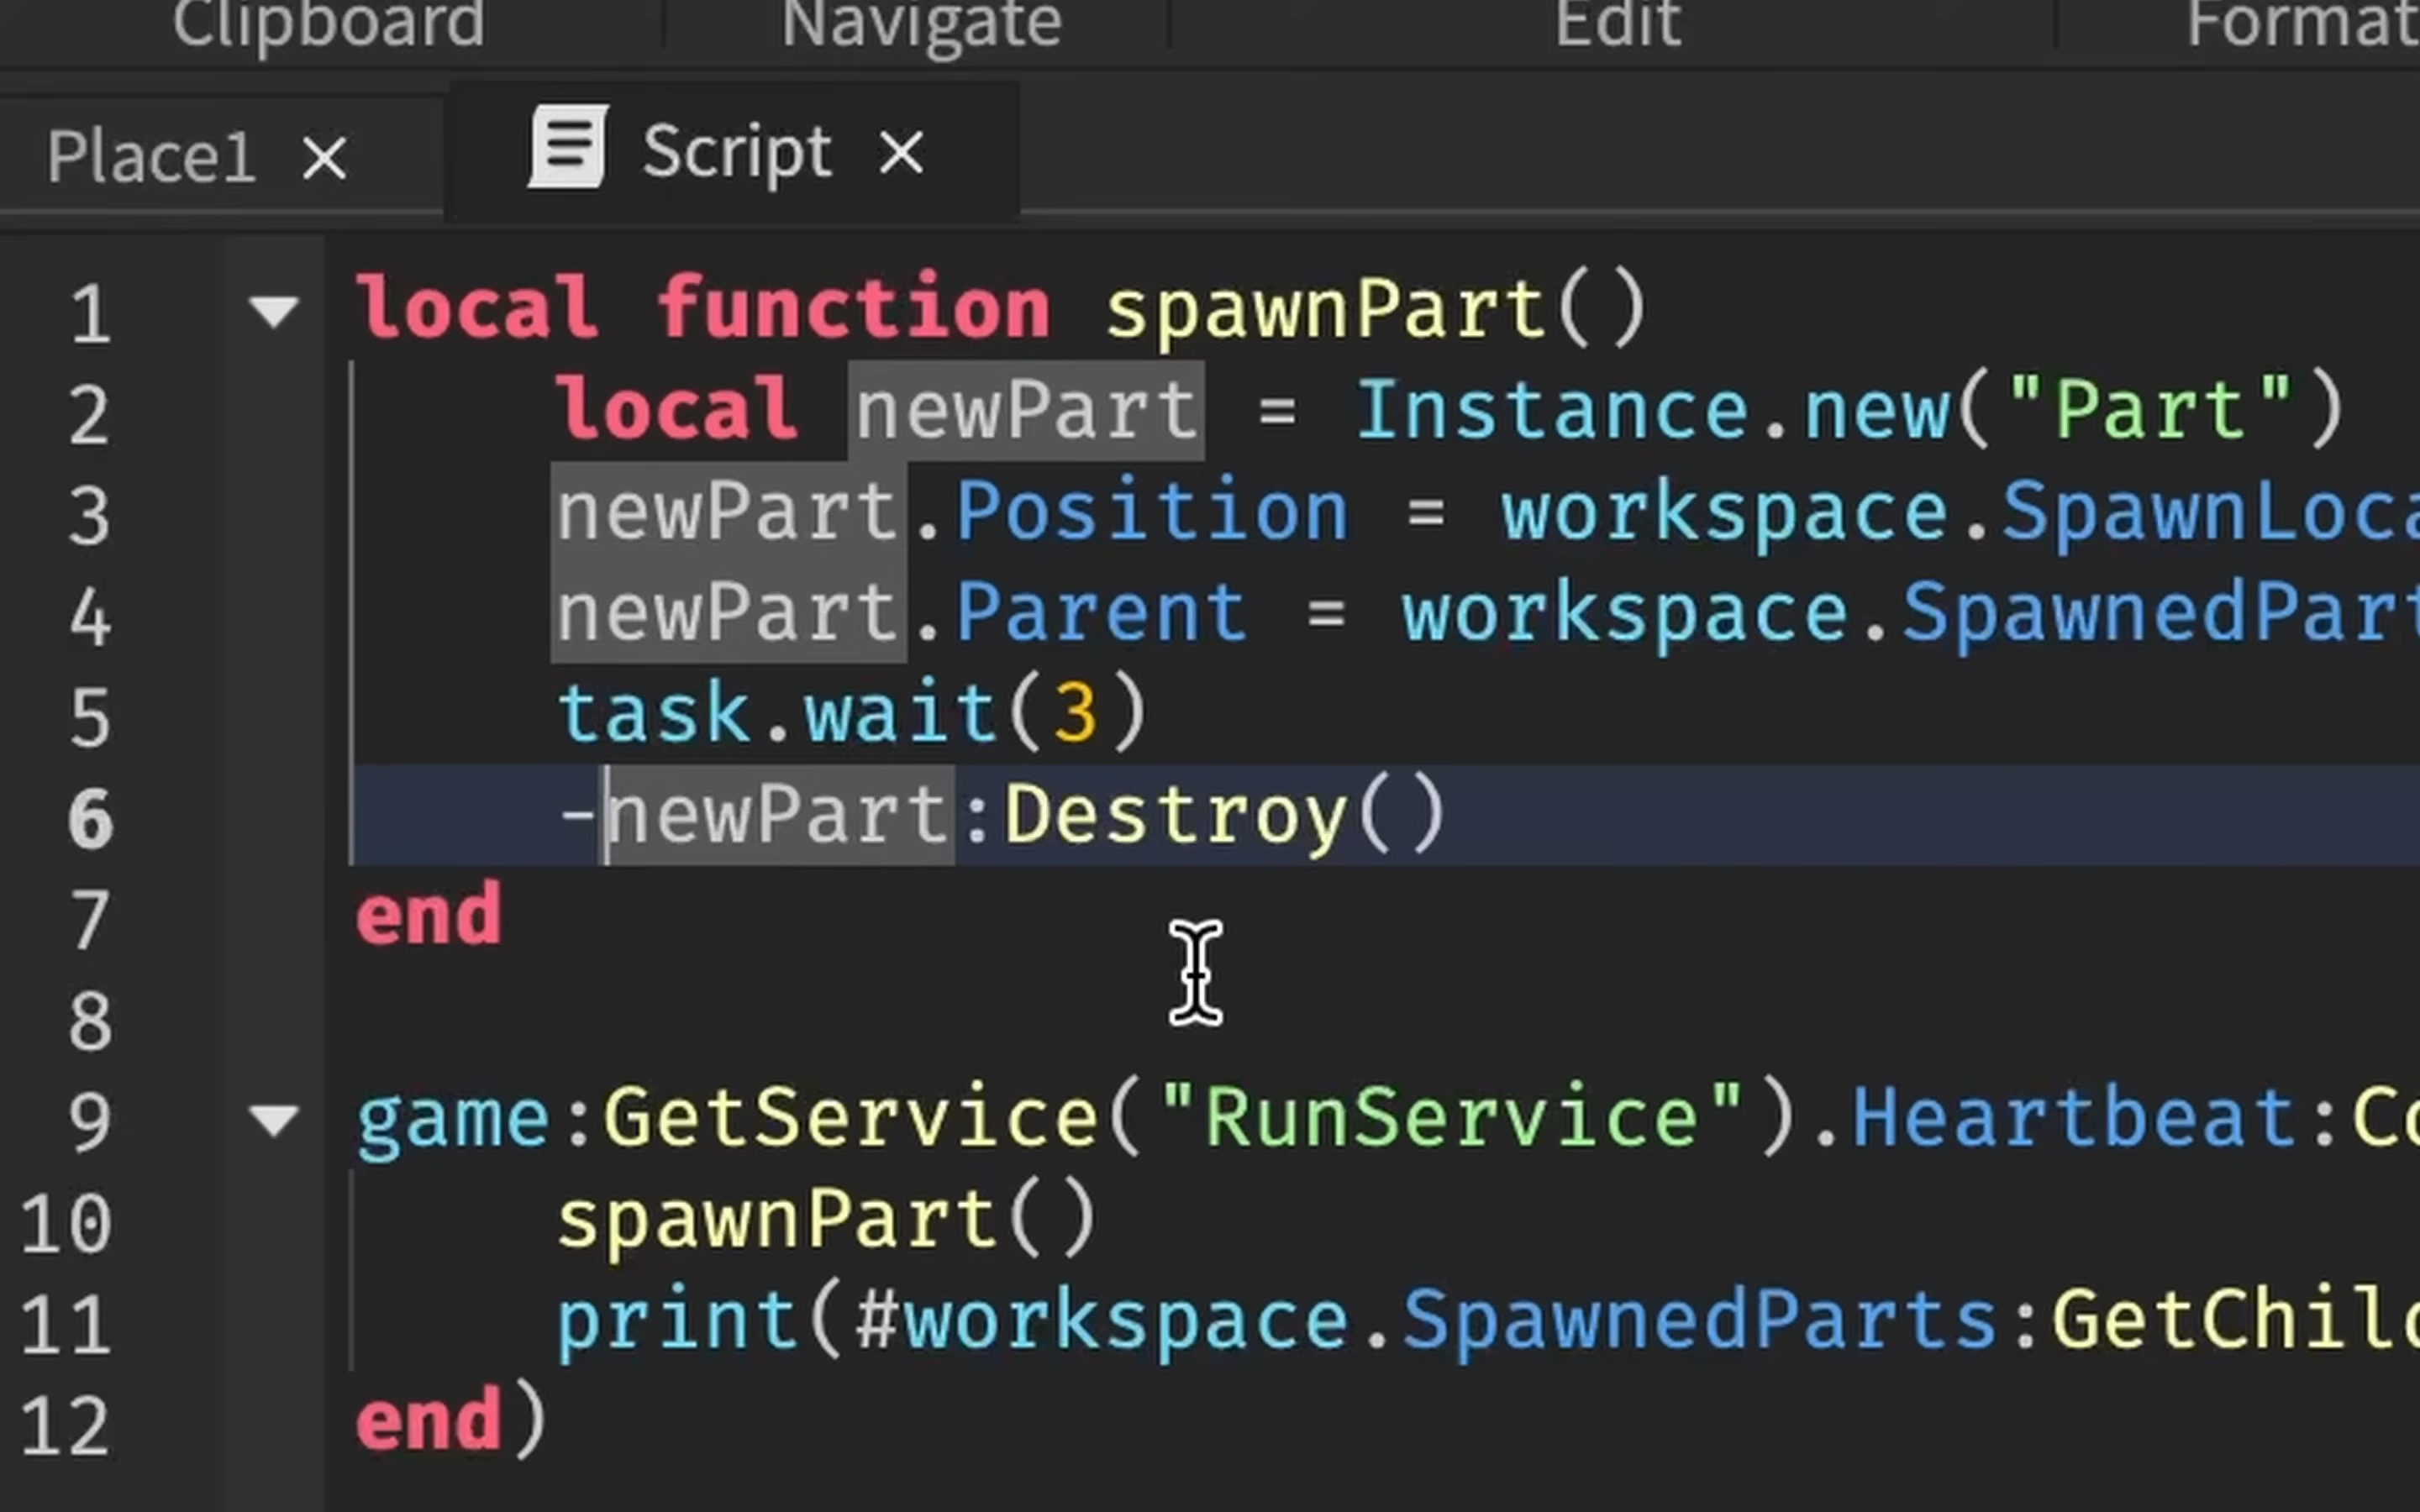 Clipboard Navigate Edit Format
Place1 Script
1 local function spawnPart()
2 local newPart = Instance.new("Part")
3 newPart.Position = workspace.SpawnLoca
4 newPart.Parent = workspace.SpawnedPart
5 task.wait(3)
6 -newPart:Destroy()
7 end
8
9 game:GetService("RunService").Heartbeat:Co
10 spawnPart()
11 print(#workspace.SpawnedParts:GetChild
12 end)